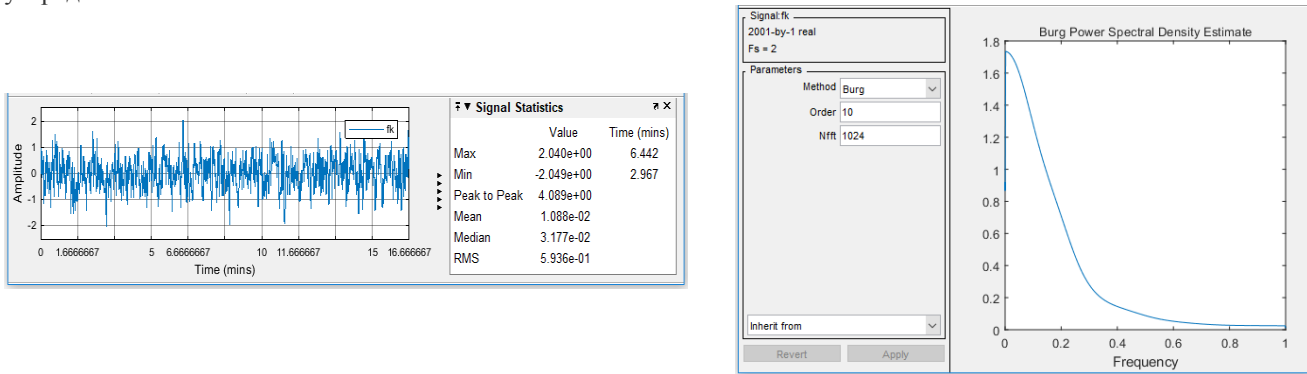 Amplitude
2
1
0
-1
-2
fk
0 1.6666667 5 6.6666667 10 11.666667 15 16.666667
Time (mins)
Signal Statistics
Value Time (mins)
Max 2.040e+00 6.442
Min -2.049e+00 2.967
Peak to Peak 4.089e+00
Mean 1.088e-02
Median 3.177e-02
RMS 5.936e-01
Signal:fk
2001-by-1 real
Fs = 2
Parameters
Method Burg
Order 10
Nfft 1024
Inherit from
Revert Apply
Burg Power Spectral Density Estimate
1.8
1.6
1.4
1.2
1
0.8
0.6
0.4
0.2
0
0 0.2 0.4 0.6 0.8 1
Frequency